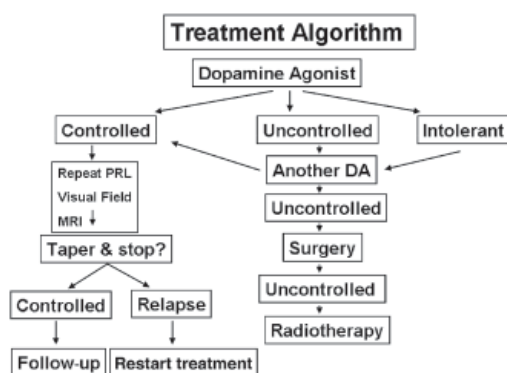 Treatment Algorithm
Dopamine Agonist
Controlled
Uncontrolled
Intolerant
Another DA
Repeat PRL
Visual Field
MRI
Uncontrolled
Taper & stop?
Surgery
Controlled
Relapse
Uncontrolled
Follow-up
Restart treatment
Radiotherapy